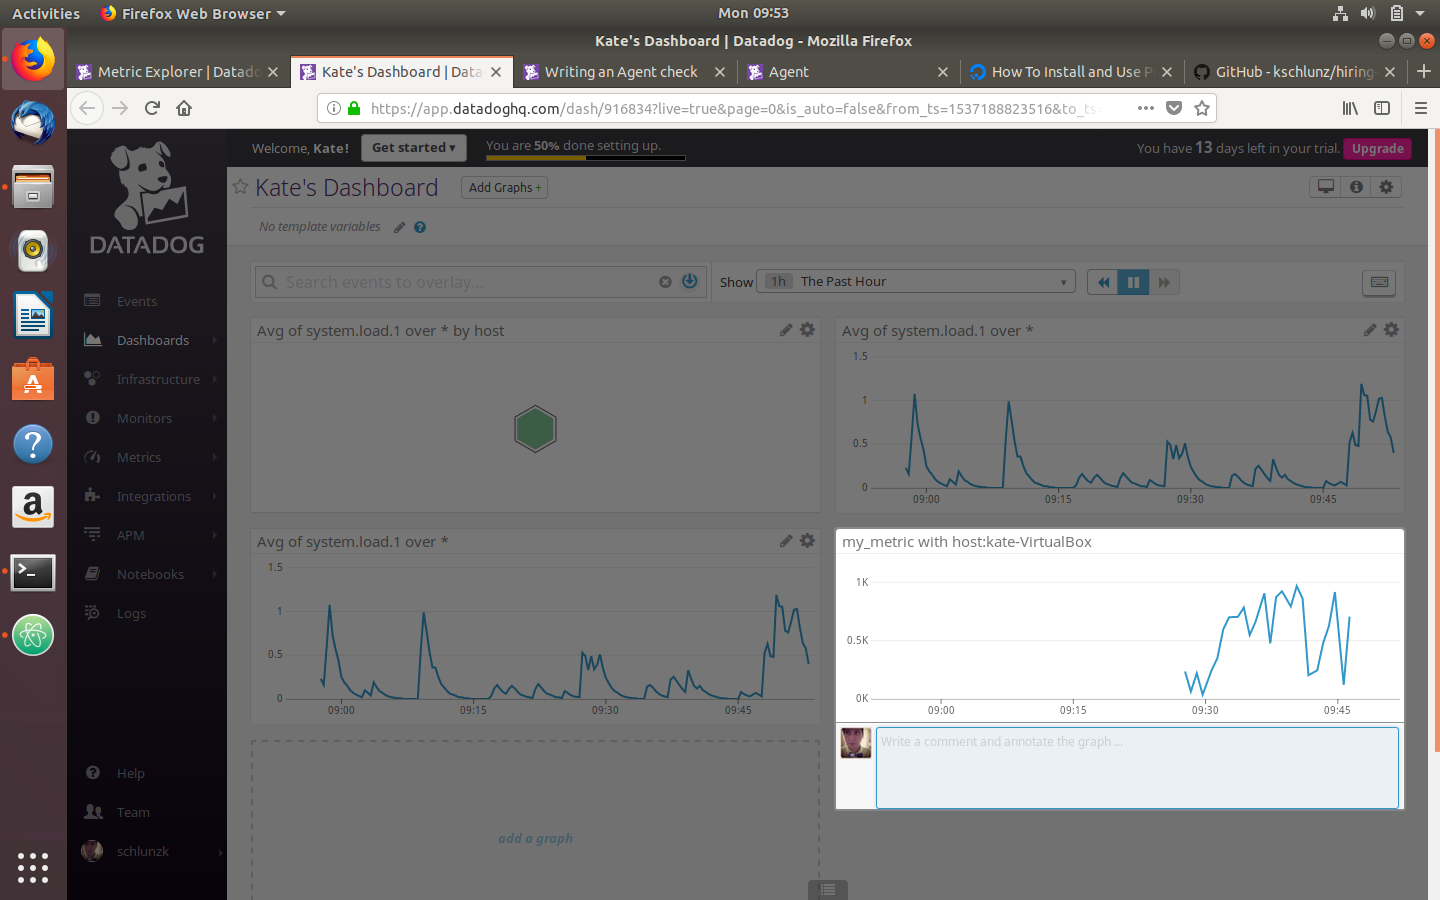 Activities Firefox Web Browser Mon 09:53
Kate's Dashboard | Datadog - Mozilla Firefox
Metric Explorer | Datado Kate's Dashboard | Data Writing an Agent check Agent How To Install and Use P GitHub - kschlunz/hiring-
https://app.datadoghq.com/dash/916834?live=true&page=0&is_auto=false&from_ts=1537188823516&to_ts=
Welcome, Kate! Get started You are 50% done setting up. You have 13 days left in your trial. Upgrade
DATADOG
Events
Dashboards
Infrastructure
Monitors
Metrics
Integrations
APM
Notebooks
Logs
Help
Team
schlunzk
Kate's Dashboard Add Graphs +
No template variables
Search events to overlay... Show 1h The Past Hour
Avg of system.load.1 over * by host
Avg of system.load.1 over *
1.5
1
0.5
0
09:00 09:15 09:30 09:45
Avg of system.load.1 over *
1.5
1
0.5
0
09:00 09:15 09:30 09:45
my_metric with host:kate-VirtualBox
1K
0.5K
0K
09:00 09:15 09:30 09:45
Write a comment and annotate the graph ...
add a graph